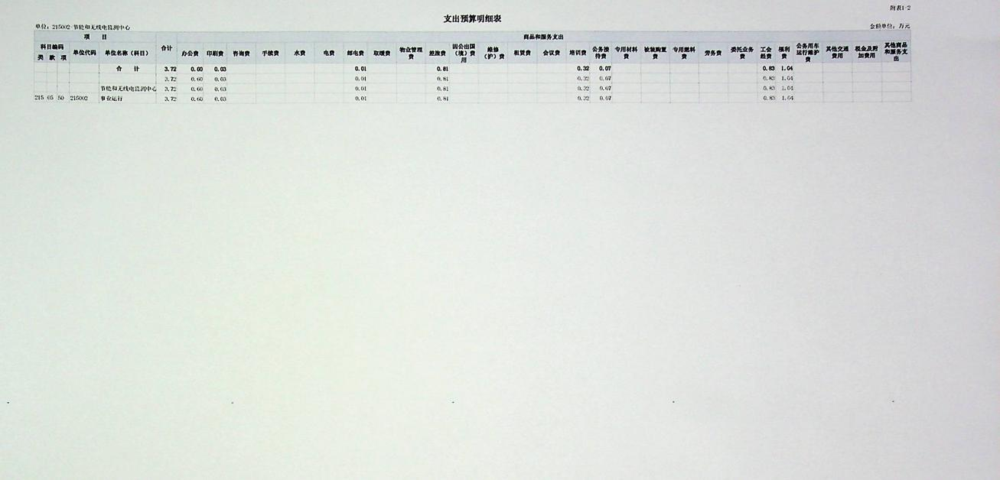 附表1-2
支出预算明细表
单位：215002-节能和无线电监测中心 金额单位：万元
项 目 合计 商品和服务支出
科目编码 单位代码 单位名称（科目） 办公费 印刷费 咨询费 手续费 水费 电费 邮电费 取暖费 物业管理费 差旅费 因公出国（境）费用 维修（护）费 租赁费 会议费 培训费 公务接待费 专用材料费 被装购置费 专用燃料费 劳务费 委托业务费 工会经费 福利费 公务用车运行维护费 其他交通费用 税金及附加费用 其他商品和服务支出
类 款 项
合 计 3.72 0.60 0.03 0.01 0.81 0.32 0.07 0.83 1.04
3.72 0.60 0.03 0.01 0.81 0.32 0.07 0.83 1.04
节能和无线电监测中心 3.72 0.60 0.03 0.01 0.81 0.32 0.07 0.83 1.04
215 05 50 215002 事业运行 3.72 0.60 0.03 0.01 0.81 0.32 0.07 0.83 1.04